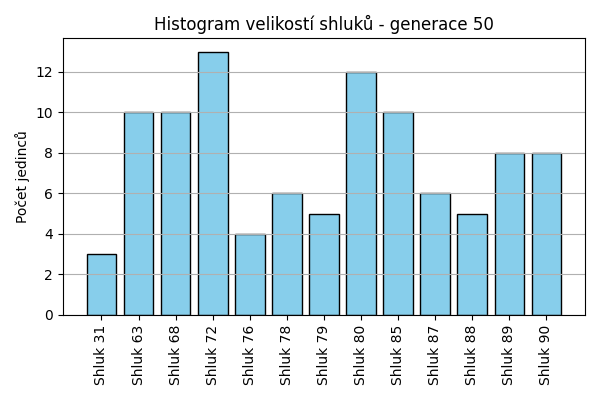 Histogram velikostí shluků - generace 50
Počet jedinců
12
10
8
6
4
2
0
Shluk 31
Shluk 63
Shluk 68
Shluk 72
Shluk 76
Shluk 78
Shluk 79
Shluk 80
Shluk 85
Shluk 87
Shluk 88
Shluk 89
Shluk 90